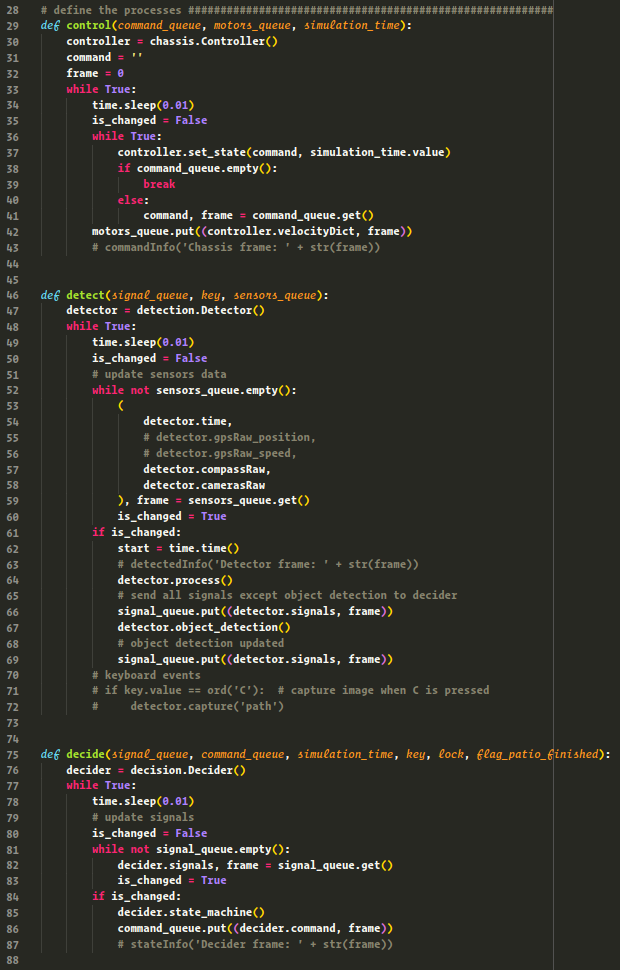 28 # define the processes #########################################################
29 def control(command_queue, motors_queue, simulation_time):
30     controller = chassis.Controller()
31     command = ''
32     frame = 0
33     while True:
34         time.sleep(0.01)
35         is_changed = False
36         while True:
37             controller.set_state(command, simulation_time.value)
38             if command_queue.empty():
39                 break
40             else:
41                 command, frame = command_queue.get()
42         motors_queue.put((controller.velocityDict, frame))
43         # commandInfo('Chassis frame: ' + str(frame))
44
45
46 def detect(signal_queue, key, sensors_queue):
47     detector = detection.Detector()
48     while True:
49         time.sleep(0.01)
50         is_changed = False
51         # update sensors data
52         while not sensors_queue.empty():
53             (
54                 detector.time,
55                 # detector.gpsRaw_position,
56                 # detector.gpsRaw_speed,
57                 detector.compassRaw,
58                 detector.camerasRaw
59             ), frame = sensors_queue.get()
60             is_changed = True
61         if is_changed:
62             start = time.time()
63             # detectedInfo('Detector frame: ' + str(frame))
64             detector.process()
65             # send all signals except object detection to decider
66             signal_queue.put((detector.signals, frame))
67             detector.object_detection()
68             # object detection updated
69             signal_queue.put((detector.signals, frame))
70         # keyboard events
71         # if key.value == ord('C'):  # capture image when C is pressed
72         #     detector.capture('path')
73
74
75 def decide(signal_queue, command_queue, simulation_time, key, lock, flag_patio_finished):
76     decider = decision.Decider()
77     while True:
78         time.sleep(0.01)
79         # update signals
80         is_changed = False
81         while not signal_queue.empty():
82             decider.signals, frame = signal_queue.get()
83             is_changed = True
84         if is_changed:
85             decider.state_machine()
86             command_queue.put((decider.command, frame))
87             # stateInfo('Decider frame: ' + str(frame))
88